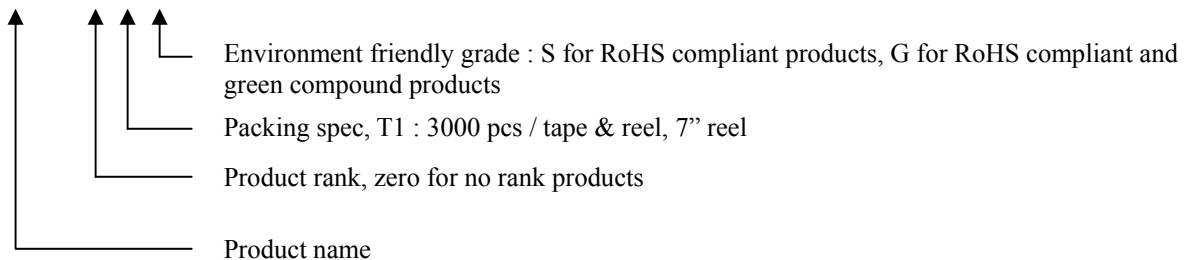 Environment friendly grade : S for RoHS compliant products, G for RoHS compliant and
green compound products
Packing spec, T1 : 3000 pcs / tape & reel, 7” reel
Product rank, zero for no rank products
Product name